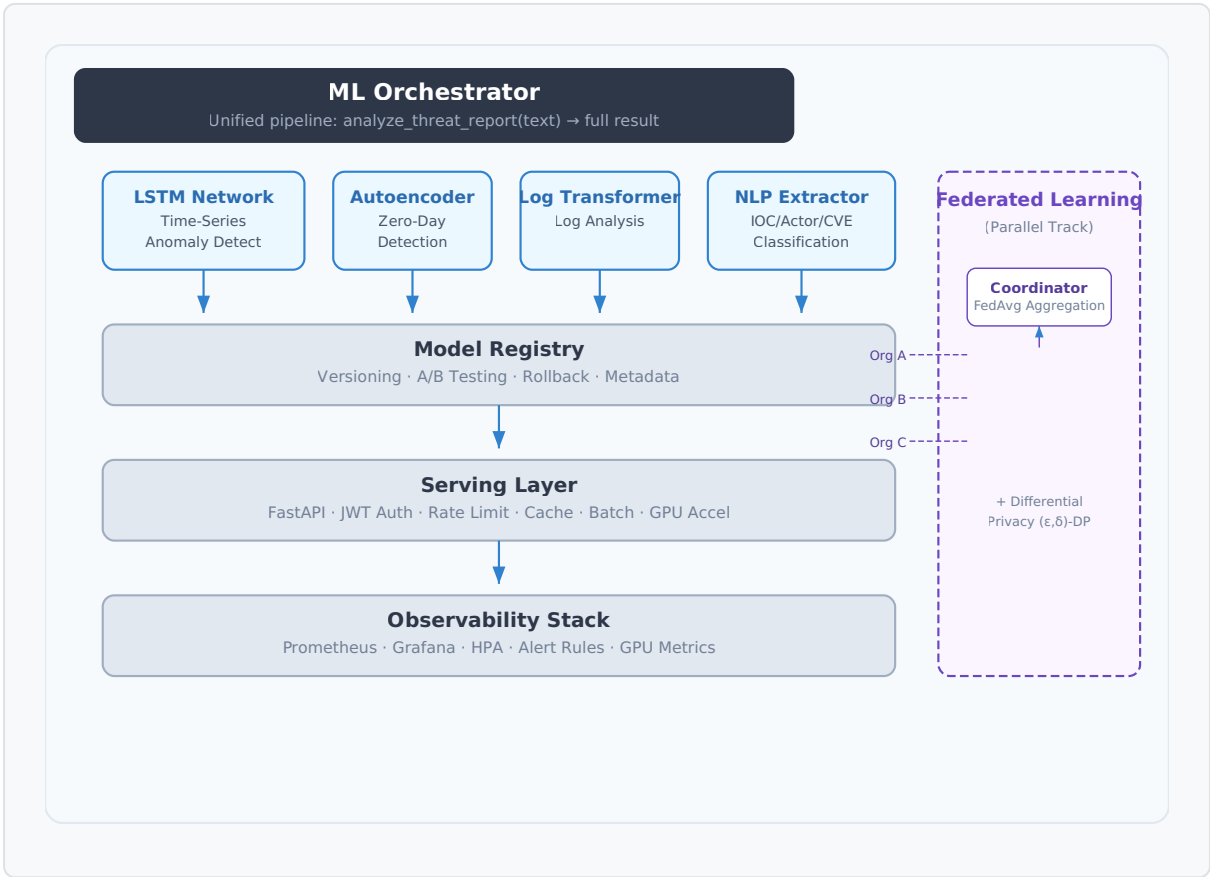 ML Orchestrator
Unified pipeline: analyze_threat_report(text) → full result
LSTM Network
Time-Series
Anomaly Detect
Autoencoder
Zero-Day
Detection
Log Transformer
Log Analysis
NLP Extractor
IOC/Actor/CVE
Classification
Federated Learning
(Parallel Track)
Coordinator
FedAvg Aggregation
Model Registry
Versioning · A/B Testing · Rollback · Metadata
Org A
Org B
Org C
Serving Layer
FastAPI · JWT Auth · Rate Limit · Cache · Batch · GPU Accel
+ Differential
Privacy (ε,δ)-DP
Observability Stack
Prometheus · Grafana · HPA · Alert Rules · GPU Metrics